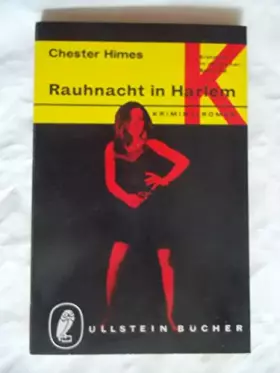 Chester Himes
K
Rauhnacht in Harlem
KRIMINALROMAN
ULLSTEIN BÜCHER